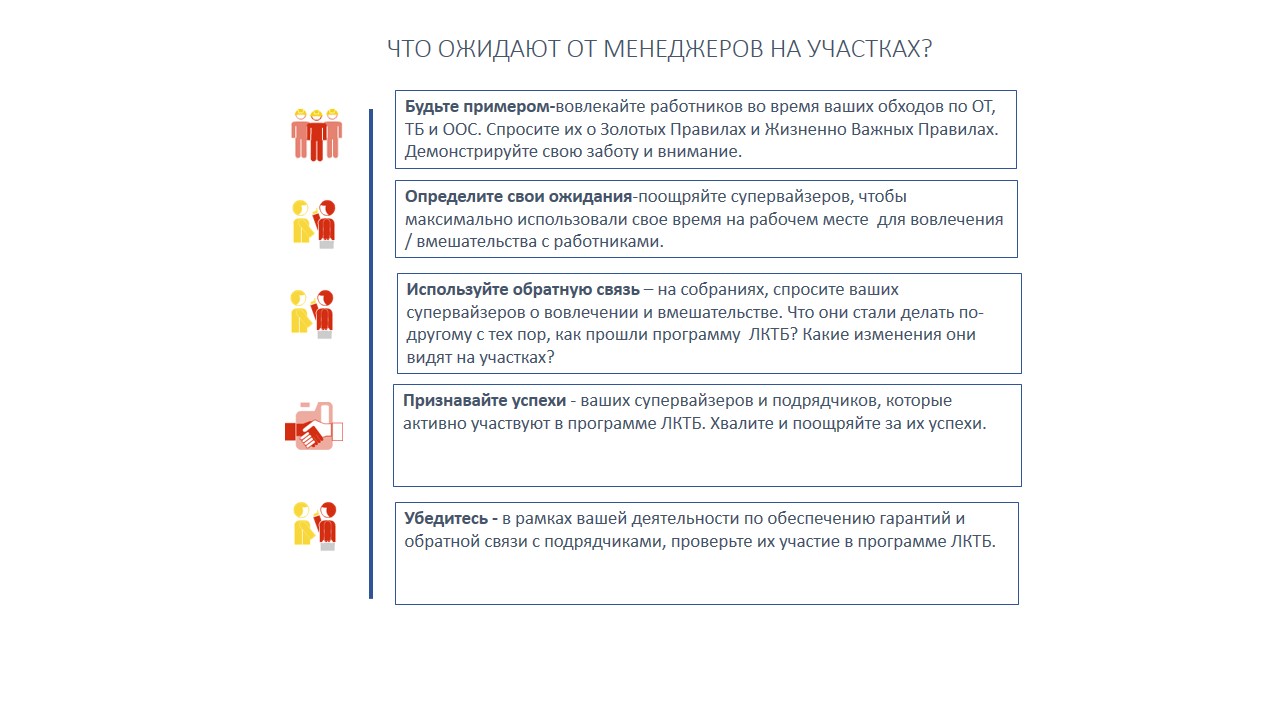 ЧТО ОЖИДАЮТ ОТ МЕНЕДЖЕРОВ НА УЧАСТКАХ?
Будьте примером-вовлекайте работников во время ваших обходов по ОТ,
ТБ и ООС. Спросите их о Золотых Правилах и Жизненно Важных Правилах.
Демонстрируйте свою заботу и внимание.
Определите свои ожидания-поощряйте супервайзеров, чтобы
максимально использовали свое время на рабочем месте  для вовлечения
/ вмешательства с работниками.
Используйте обратную связь – на собраниях, спросите ваших
супервайзеров о вовлечении и вмешательстве. Что они стали делать по-
другому с тех пор, как прошли программу  ЛКТБ? Какие изменения они
видят на участках?
Признавайте успехи - ваших супервайзеров и подрядчиков, которые
активно участвуют в программе ЛКТБ. Хвалите и поощряйте за их успехи.
Убедитесь - в рамках вашей деятельности по обеспечению гарантий и
обратной связи с подрядчиками, проверьте их участие в программе ЛКТБ.